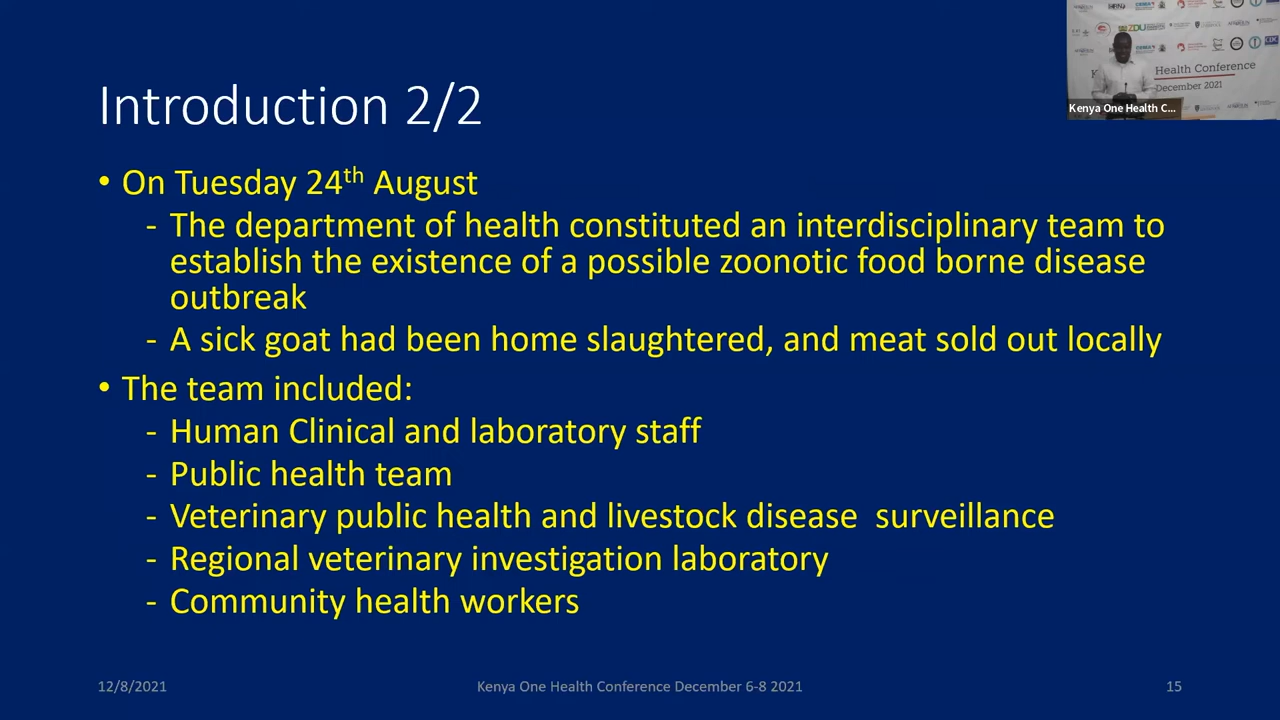 Introduction 2/2
• On Tuesday 24th August
- The department of health constituted an interdisciplinary team to
establish the existence of a possible zoonotic food borne disease
outbreak
- A sick goat had been home slaughtered, and meat sold out locally
• The team included:
- Human Clinical and laboratory staff
- Public health team
- Veterinary public health and livestock disease  surveillance
- Regional veterinary investigation laboratory
- Community health workers
12/8/2021
Kenya One Health Conference December 6-8 2021
15
ZDU
Health Conference
December 2021
Kenya One Health C...